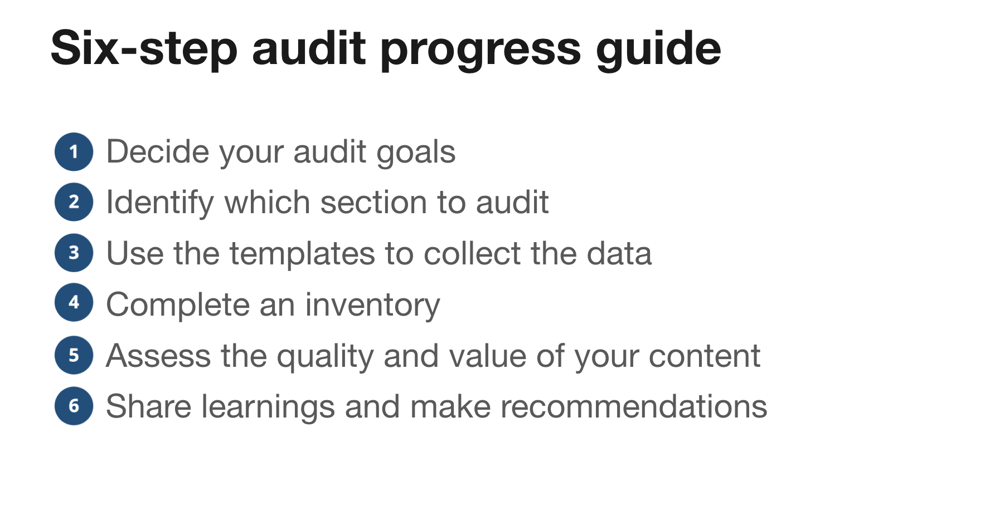 Six-step audit progress guide
1 Decide your audit goals
2 Identify which section to audit
3 Use the templates to collect the data
4 Complete an inventory
5 Assess the quality and value of your content
6 Share learnings and make recommendations